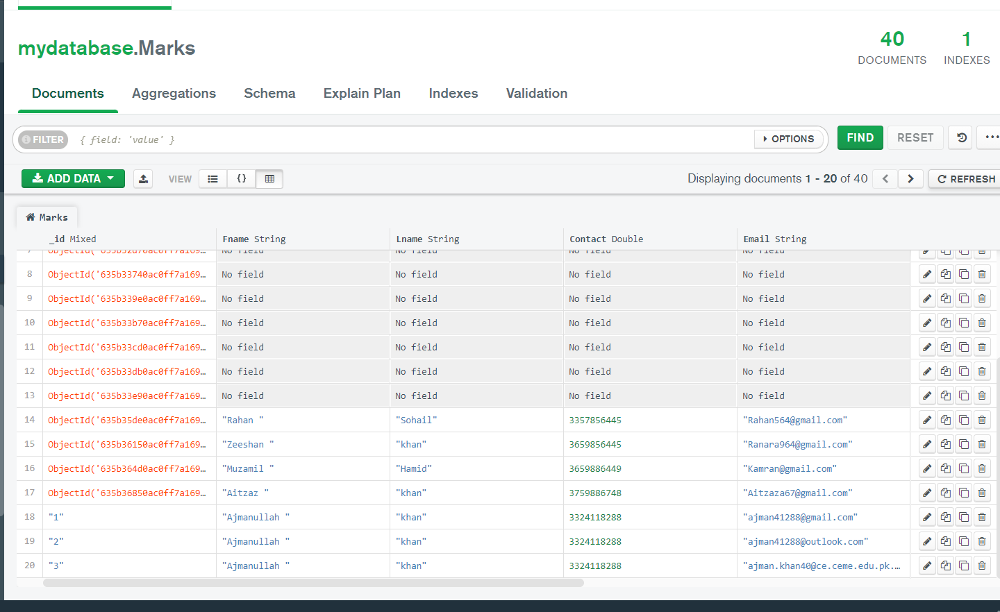 mydatabase.Marks
40
DOCUMENTS
1
INDEXES
Documents Aggregations Schema Explain Plan Indexes Validation
FILTER { field: 'value' } OPTIONS FIND RESET
ADD DATA VIEW {} Displaying documents 1 - 20 of 40 REFRESH
Marks
_id Mixed Fname String Lname String Contact Double Email String
No field No field No field No field
8 ObjectId('635b33740ac0ff7a169… No field No field No field No field
9 ObjectId('635b339e0ac0ff7a169… No field No field No field No field
10 ObjectId('635b33b70ac0ff7a169… No field No field No field No field
11 ObjectId('635b33cd0ac0ff7a169… No field No field No field No field
12 ObjectId('635b33db0ac0ff7a169… No field No field No field No field
13 ObjectId('635b33e90ac0ff7a169… No field No field No field No field
14 ObjectId('635b35de0ac0ff7a169… "Rahan " "Sohail" 3357856445 "Rahan564@gmail.com"
15 ObjectId('635b36150ac0ff7a169… "Zeeshan " "khan" 3659856445 "Ranara964@gmail.com"
16 ObjectId('635b364d0ac0ff7a169… "Muzamil " "Hamid" 3659886449 "Kamran@gmail.com"
17 ObjectId('635b36850ac0ff7a169… "Aitzaz " "khan" 3759886748 "Aitzaza67@gmail.com"
18 "1" "Ajmanullah " "khan" 3324118288 "ajman41288@gmail.com"
19 "2" "Ajmanullah " "khan" 3324118288 "ajman41288@outlook.com"
20 "3" "Ajmanullah " "khan" 3324118288 "ajman.khan40@ce.ceme.edu.pk.…